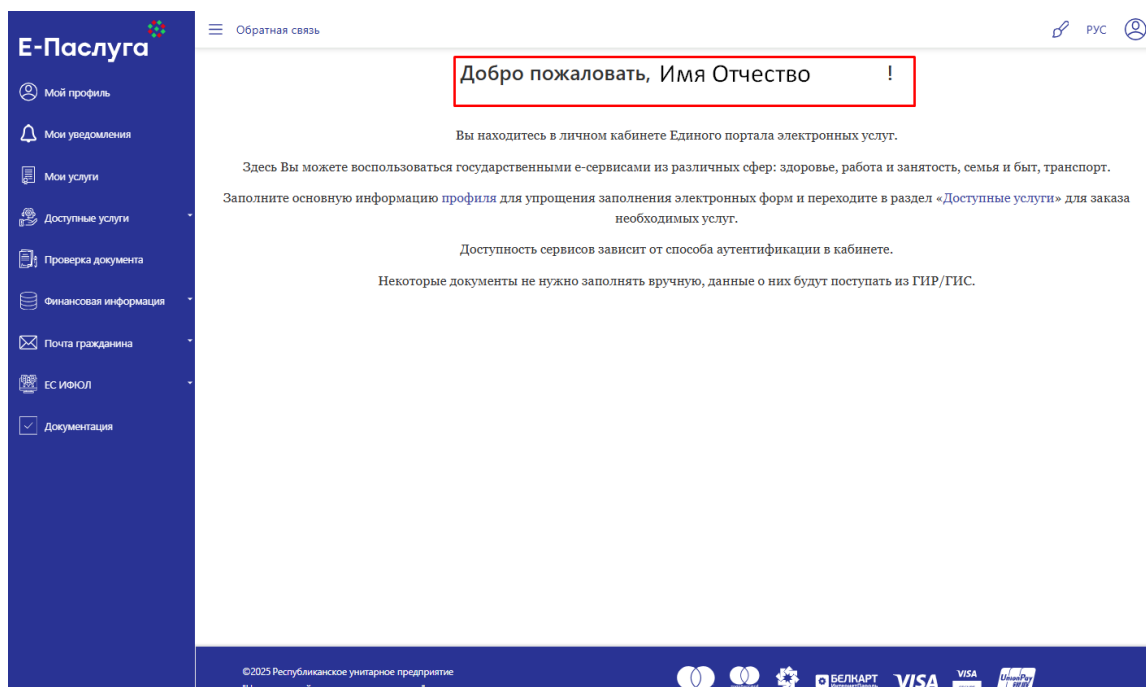 Е-Паслуга
Обратная связь
РУС
Мой профиль
Мои уведомления
Мои услуги
Доступные услуги
Проверка документа
Финансовая информация
Почта гражданина
ЕС ИФЮЛ
Документация
Добро пожаловать, Имя Отчество !
Вы находитесь в личном кабинете Единого портала электронных услуг.
Здесь Вы можете воспользоваться государственными е-сервисами из различных сфер: здоровье, работа и занятость, семья и быт, транспорт.
Заполните основную информацию профиля для упрощения заполнения электронных форм и переходите в раздел «Доступные услуги» для заказа
необходимых услуг.
Доступность сервисов зависит от способа аутентификации в кабинете.
Некоторые документы не нужно заполнять вручную, данные о них будут поступать из ГИР/ГИС.
©2025 Республиканское унитарное предприятие
БЕЛКАРТ
VISA
VISA
UnionPay